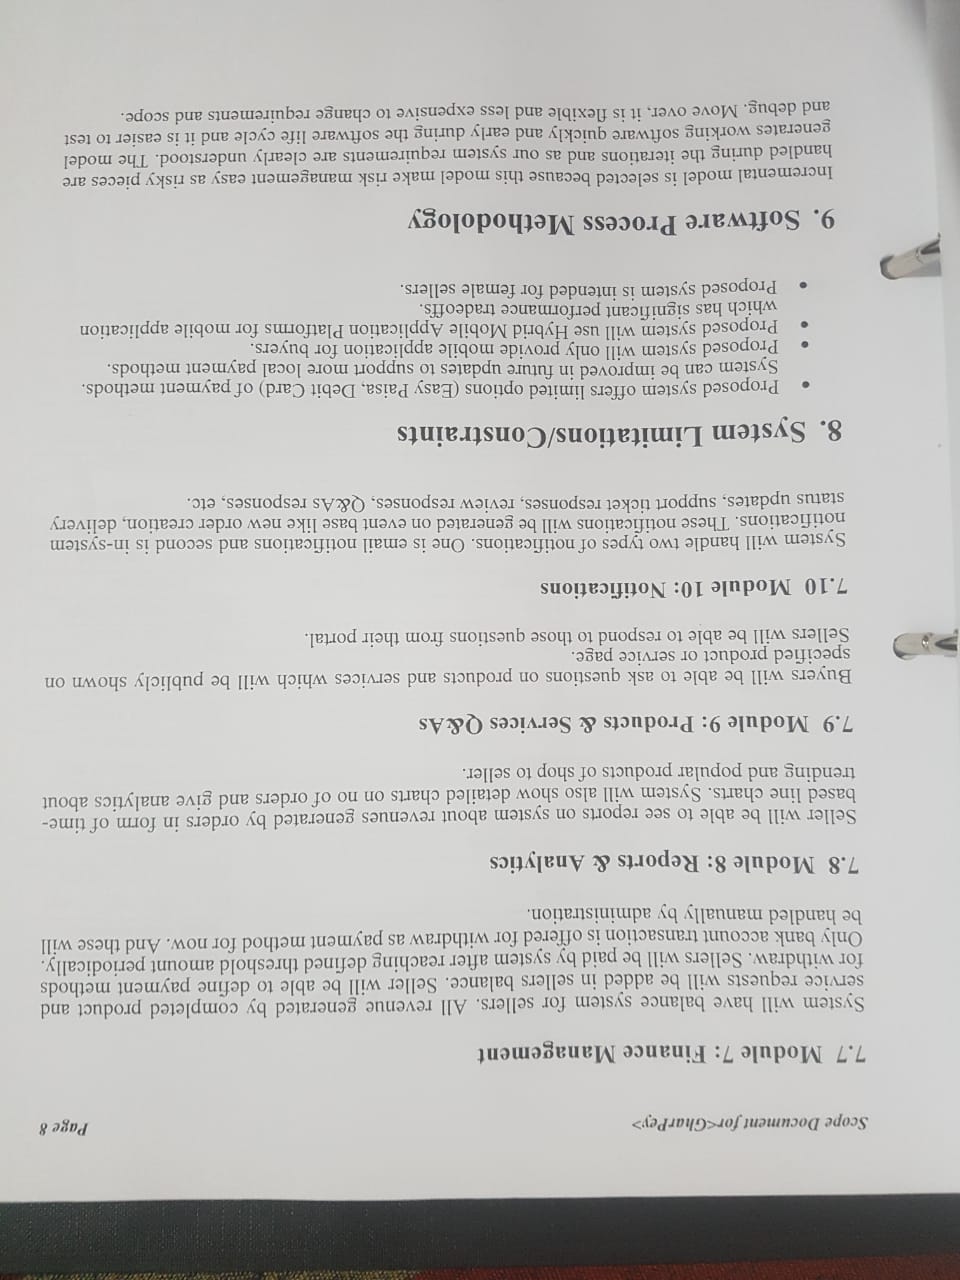 Scope Document for<GharPey>
Page 8
7.7 Module 7: Finance Management
System will have balance system for sellers. All revenue generated by completed product and
service requests will be added in sellers balance. Seller will be able to define payment methods
for withdraw. Sellers will be paid by system after reaching defined threshold amount periodically.
Only bank account transaction is offered for withdraw as payment method for now. And these will
be handled manually by administration.
7.8 Module 8: Reports & Analytics
Seller will be able to see reports on system about revenues generated by orders in form of time-
based line charts. System will also show detailed charts on no of orders and give analytics about
trending and popular products of shop to seller.
7.9 Module 9: Products & Services Q&As
Buyers will be able to ask questions on products and services which will be publicly shown on
specified product or service page.
Sellers will be able to respond to those questions from their portal.
7.10 Module 10: Notifications
System will handle two types of notifications. One is email notifications and second is in-system
notifications. These notifications will be generated on event base like new order creation, delivery
status updates, support ticket responses, review responses, Q&As responses, etc.
8. System Limitations/Constraints
• Proposed system offers limited options (Easy Paisa, Debit Card) of payment methods.
System can be improved in future updates to support more local payment methods.
• Proposed system will only provide mobile application for buyers.
• Proposed system will use Hybrid Mobile Application Platforms for mobile application
which has significant performance tradeoffs.
• Proposed system is intended for female sellers.
9. Software Process Methodology
Incremental model is selected because this model make risk management easy as risky pieces are
handled during the iterations and as our system requirements are clearly understood. The model
generates working software quickly and early during the software life cycle and it is easier to test
and debug. Move over, it is flexible and less expensive to change requirements and scope.